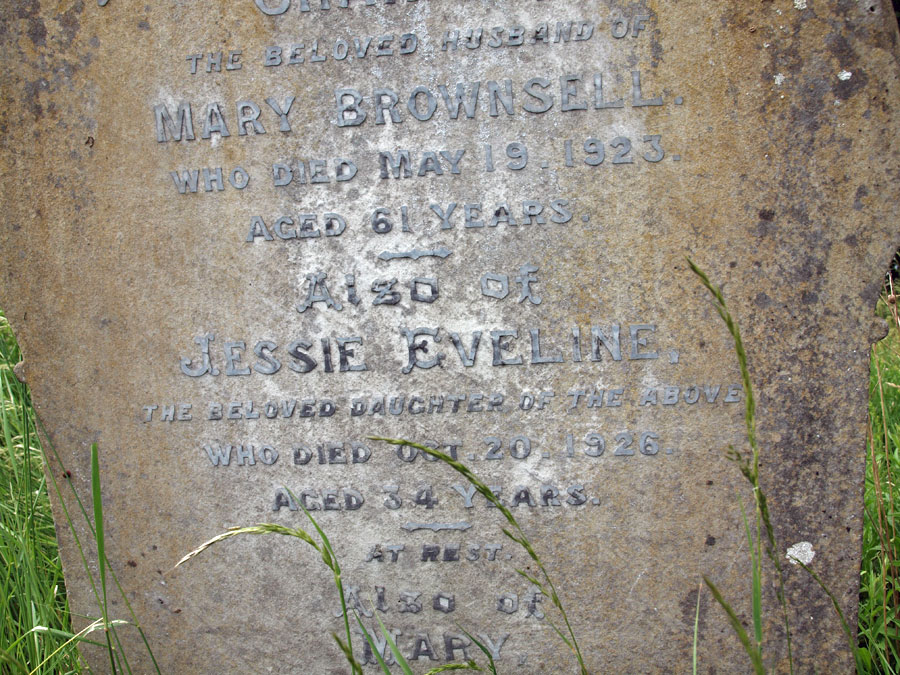 THE BELOVED HUSBAND OF
MARY BROWNSELL.
WHO DIED MAY 19. 1923.
AGED 61 YEARS.
Also of
JESSIE EVELINE,
THE BELOVED DAUGHTER OF THE ABOVE
WHO DIED OCT. 20. 1926.
AGED 34 YEARS.
AT REST.
Also of
MARY,